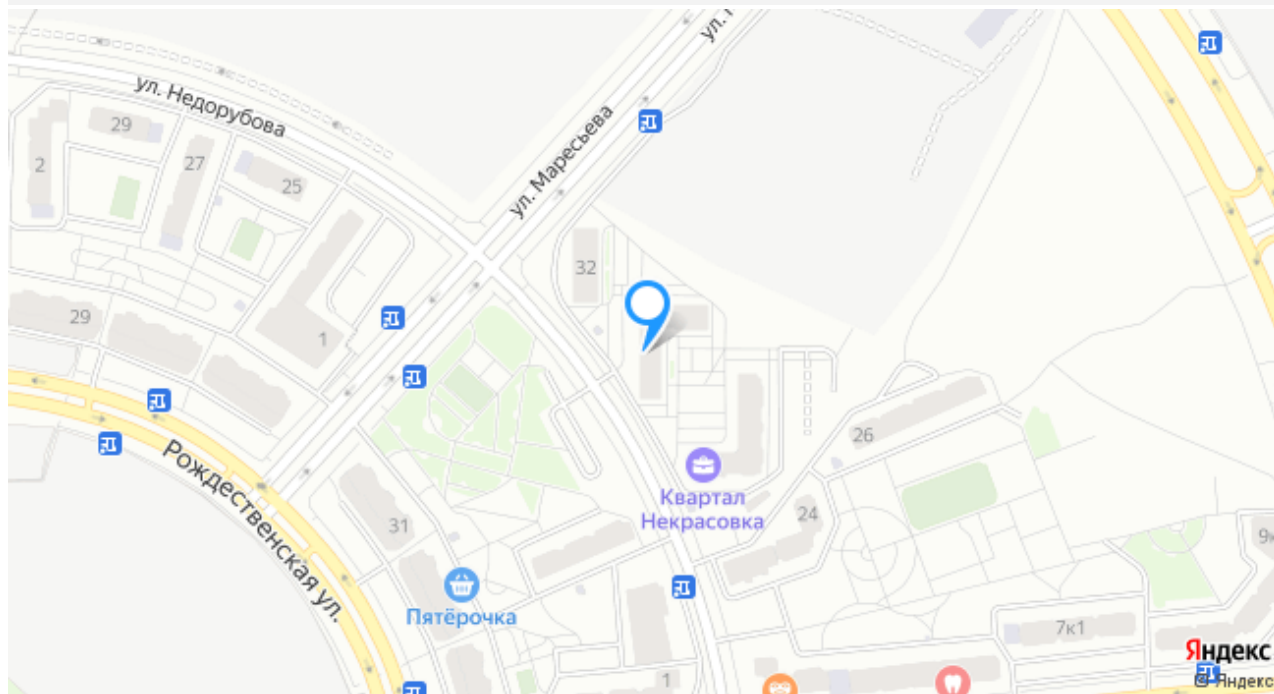 ул. Недорубова
29
2
27
25
ул. Маресьева
32
29
1
26
Рождественская ул.
Квартал
Некрасовка
24
31
Пятёрочка
7к1
1
Яндекс
© Яндекс